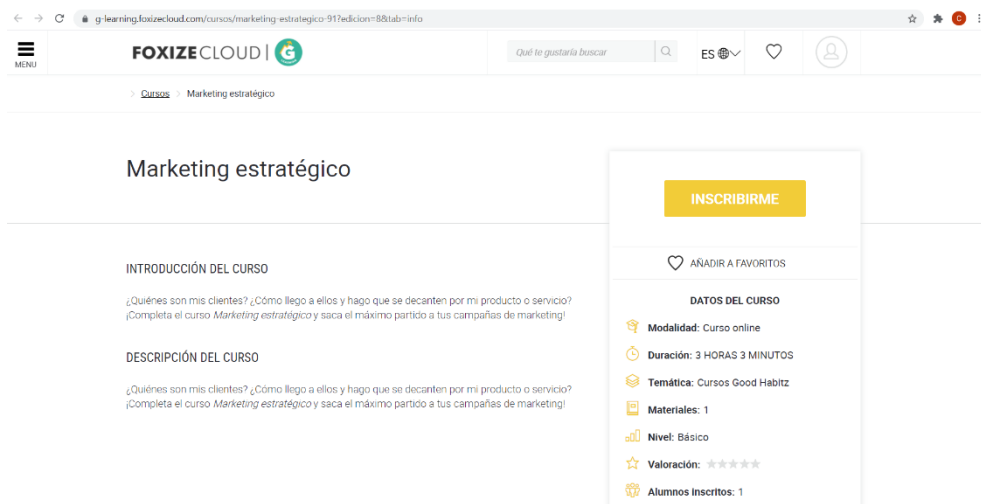 g-learning.foxizecloud.com/cursos/marketing-estrategico-91?edicion=8&tab=info
C
MENU
FOXIZECLOUD | G
Qué te gustaría buscar
ES
> Cursos > Marketing estratégico
Marketing estratégico
INSCRIBIRME
AÑADIR A FAVORITOS
INTRODUCCIÓN DEL CURSO
¿Quiénes son mis clientes? ¿Cómo llego a ellos y hago que se decanten por mi producto o servicio?
¡Completa el curso Marketing estratégico y saca el máximo partido a tus campañas de marketing!
DESCRIPCIÓN DEL CURSO
¿Quiénes son mis clientes? ¿Cómo llego a ellos y hago que se decanten por mi producto o servicio?
¡Completa el curso Marketing estratégico y saca el máximo partido a tus campañas de marketing!
DATOS DEL CURSO
Modalidad: Curso online
Duración: 3 HORAS 3 MINUTOS
Temática: Cursos Good Habitz
Materiales: 1
Nivel: Básico
Valoración:
Alumnos inscritos: 1